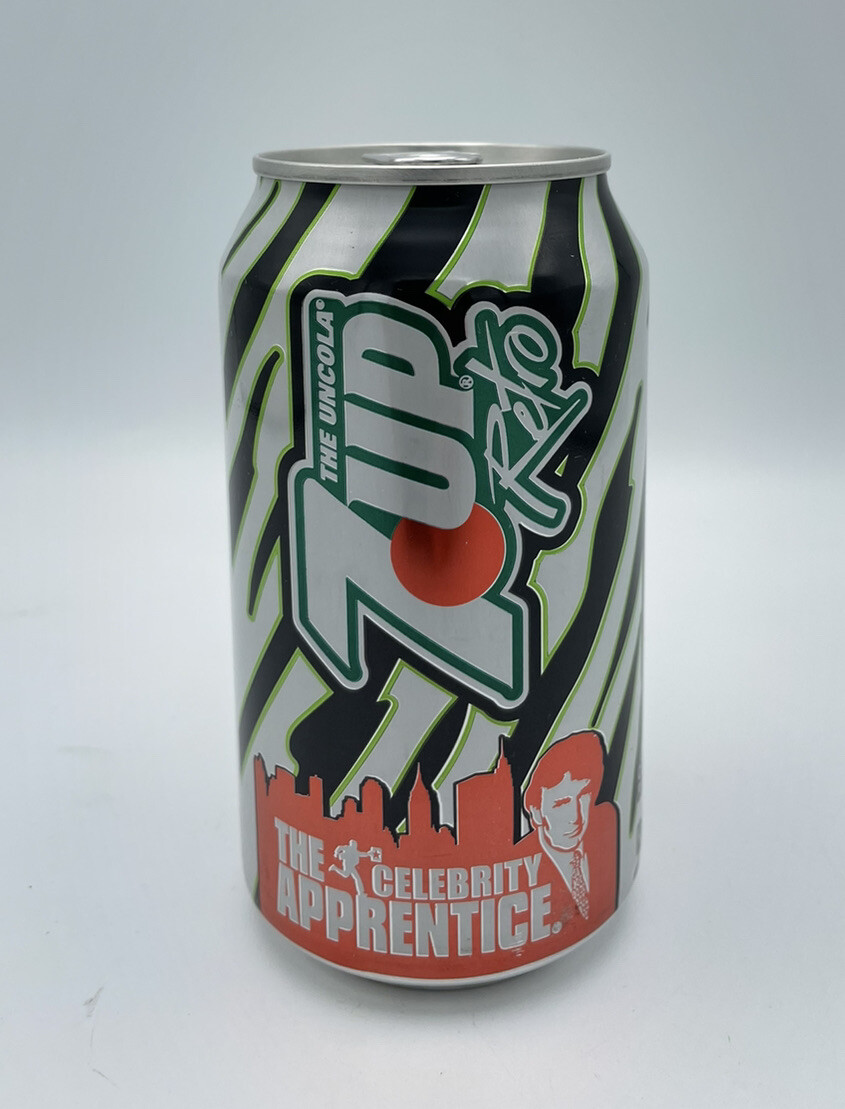 THE UNCOLA®
7UP®
Retro
THE CELEBRITY
APPRENTICE®